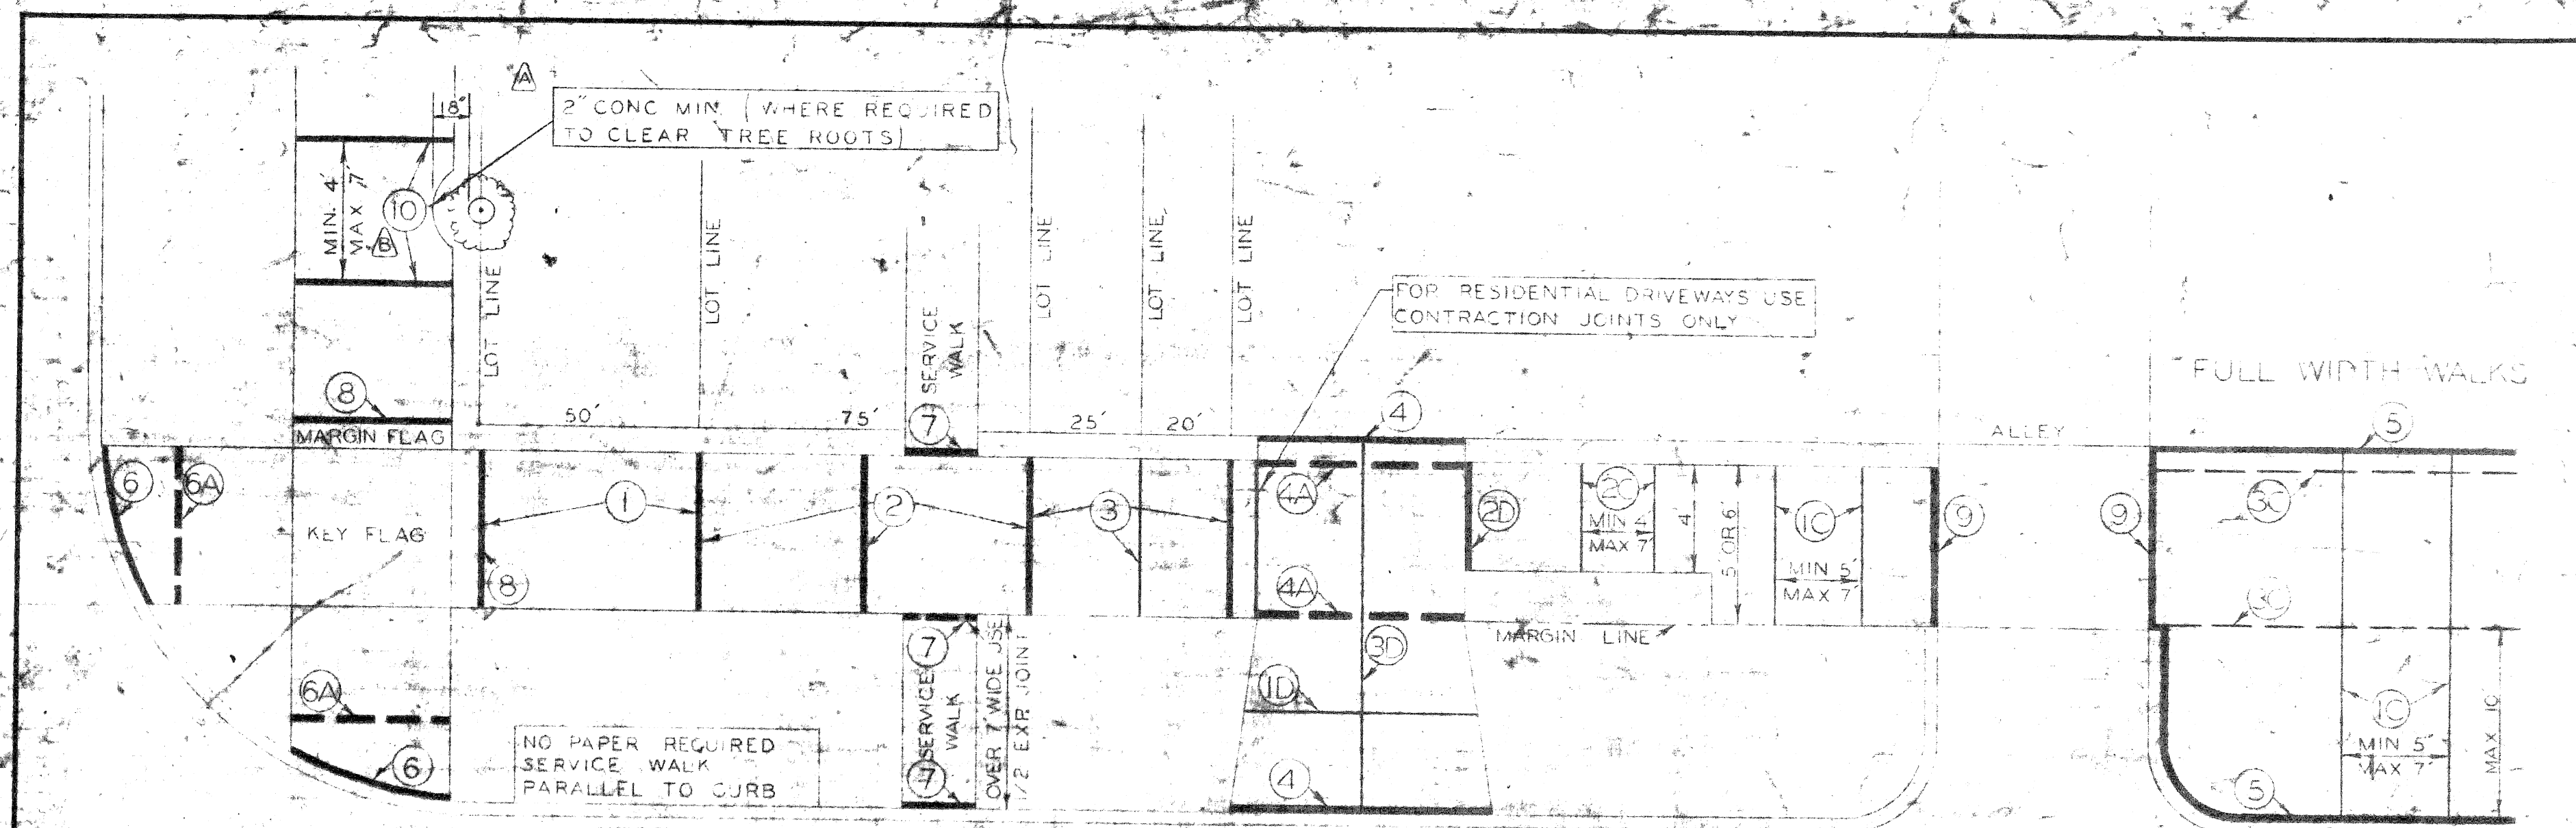 A
18"
2" CONC MIN. (WHERE REQUIRED
TO CLEAR TREE ROOTS)
MIN. 4'
MAX 7'
10
B
LOT LINE
LOT LINE
SERVICE
WALK
LOT LINE
LOT LINE
LOT LINE
FOR RESIDENTIAL DRIVEWAYS USE
CONTRACTION JOINTS ONLY
FULL WIDTH WALKS
8
MARGIN FLAG
50'
75'
7
25'
20'
4
ALLEY
5
6
6A
KEY FLAG
1
8
2
3
4A
4A
2D
2C
MIN 4'
MAX 7'
4'
5' OR 6'
1C
MIN 5'
MAX 7'
9
9
3C
3C
MARGIN LINE
6A
6
NO PAPER REQUIRED
SERVICE WALK
PARALLEL TO CURB
7
SERVICE
WALK
7
OVER 7' WIDE USE
1/2 EXP. JOINT
3D
1D
4
1C
MIN 5'
MAX 7'
MAX 10'
5